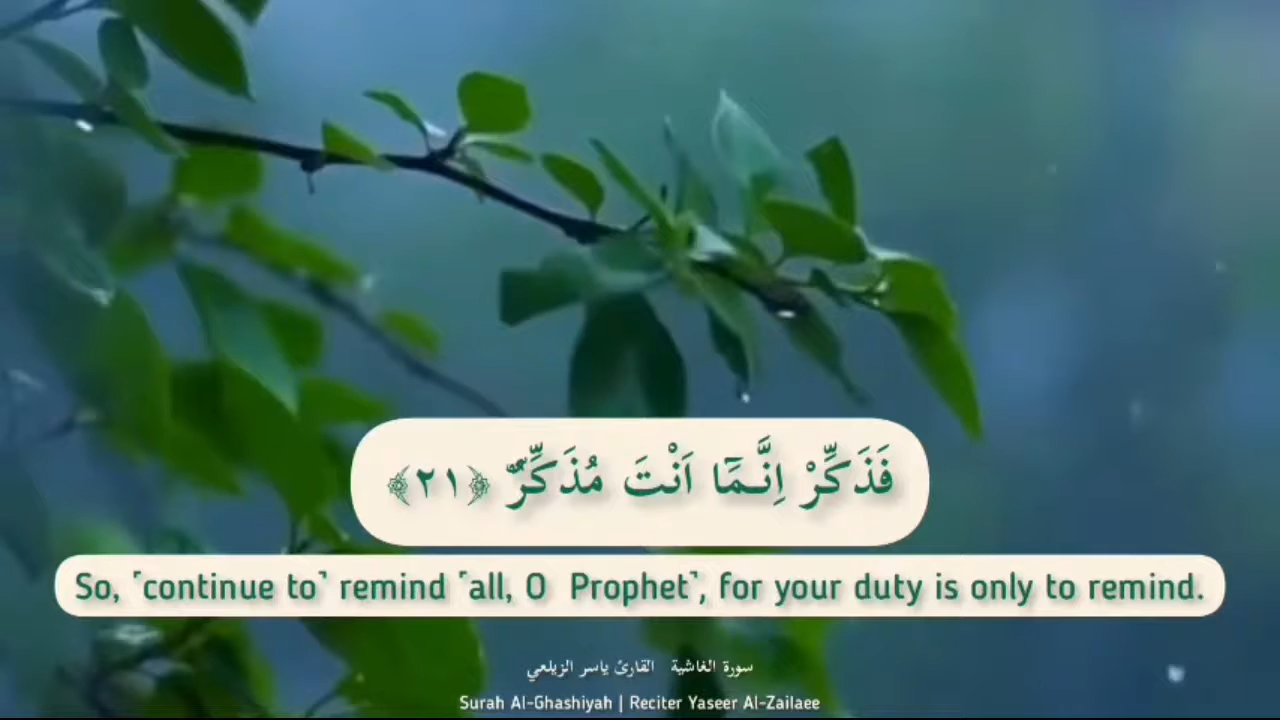 فَذَكِّرْ اِنَّمَآ اَنْتَ مُذَكِّرٌ ﴿٢١﴾
So, ˹continue to˺ remind ˹all, O Prophet˺, for your duty is only to remind.
سورة الغاشية القارئ ياسر الزيلعي
Surah Al-Ghashiyah | Reciter Yaseer Al-Zailaee